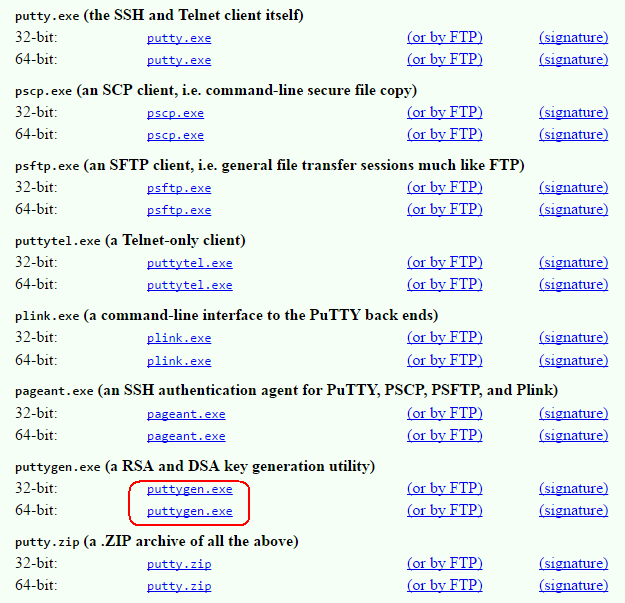 putty.exe (the SSH and Telnet client itself)
32-bit: putty.exe (or by FTP) (signature)
64-bit: putty.exe (or by FTP) (signature)
pscp.exe (an SCP client, i.e. command-line secure file copy)
32-bit: pscp.exe (or by FTP) (signature)
64-bit: pscp.exe (or by FTP) (signature)
psftp.exe (an SFTP client, i.e. general file transfer sessions much like FTP)
32-bit: psftp.exe (or by FTP) (signature)
64-bit: psftp.exe (or by FTP) (signature)
puttytel.exe (a Telnet-only client)
32-bit: puttytel.exe (or by FTP) (signature)
64-bit: puttytel.exe (or by FTP) (signature)
plink.exe (a command-line interface to the PuTTY back ends)
32-bit: plink.exe (or by FTP) (signature)
64-bit: plink.exe (or by FTP) (signature)
pageant.exe (an SSH authentication agent for PuTTY, PSCP, PSFTP, and Plink)
32-bit: pageant.exe (or by FTP) (signature)
64-bit: pageant.exe (or by FTP) (signature)
puttygen.exe (a RSA and DSA key generation utility)
32-bit: puttygen.exe (or by FTP) (signature)
64-bit: puttygen.exe (or by FTP) (signature)
putty.zip (a .ZIP archive of all the above)
32-bit: putty.zip (or by FTP) (signature)
64-bit: putty.zip (or by FTP) (signature)